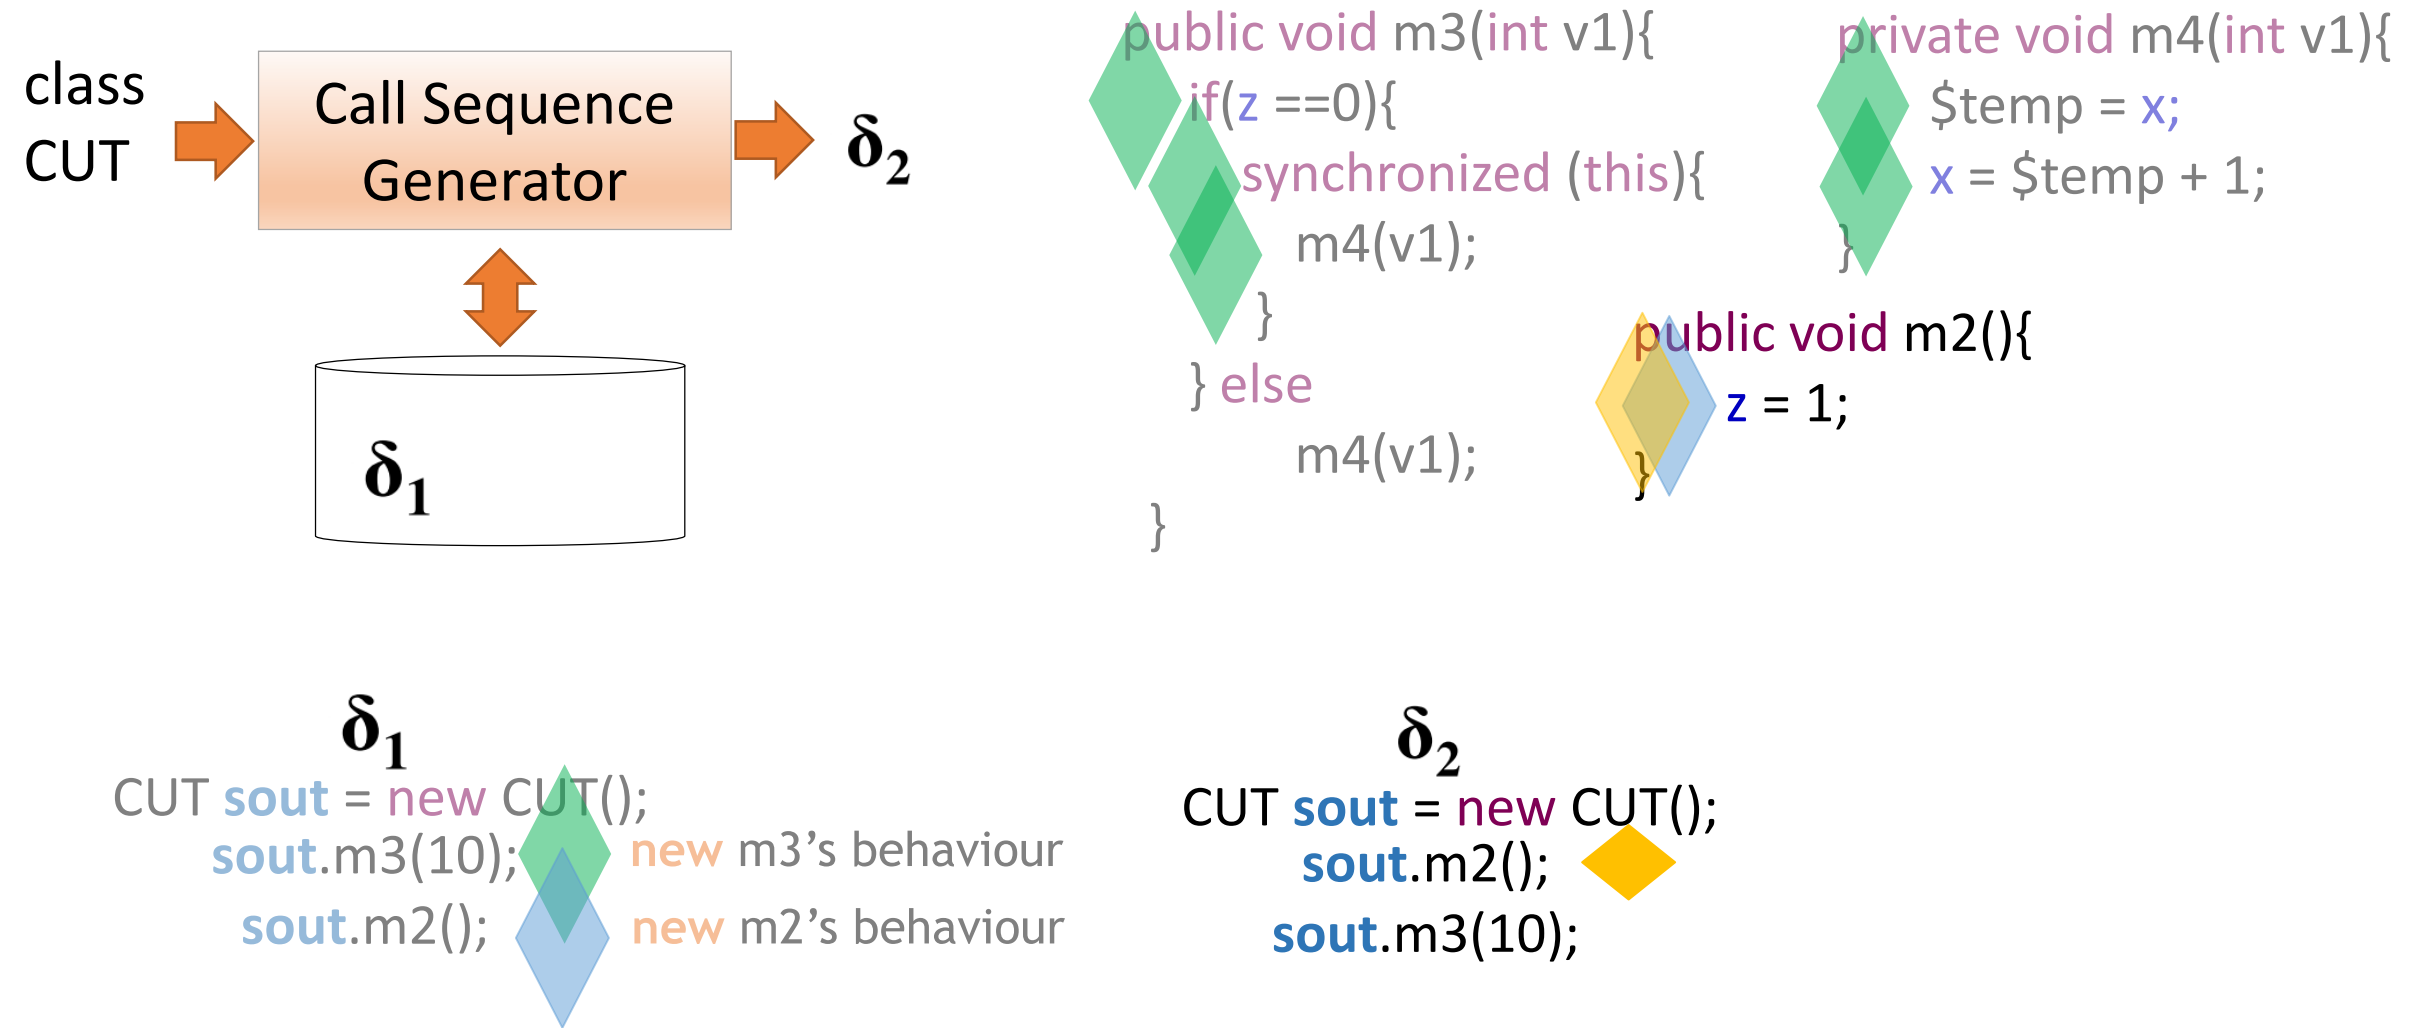 class
CUT
Call Sequence
Generator
δ2
δ1
public void m3(int v1){
if(z ==0){
synchronized (this){
m4(v1);
}
} else
m4(v1);
}
private void m4(int v1){
$temp = x;
x = $temp + 1;
}
public void m2(){
z = 1;
}
δ1
CUT sout = new CUT();
sout.m3(10); new m3's behaviour
sout.m2(); new m2's behaviour
δ2
CUT sout = new CUT();
sout.m2();
sout.m3(10);